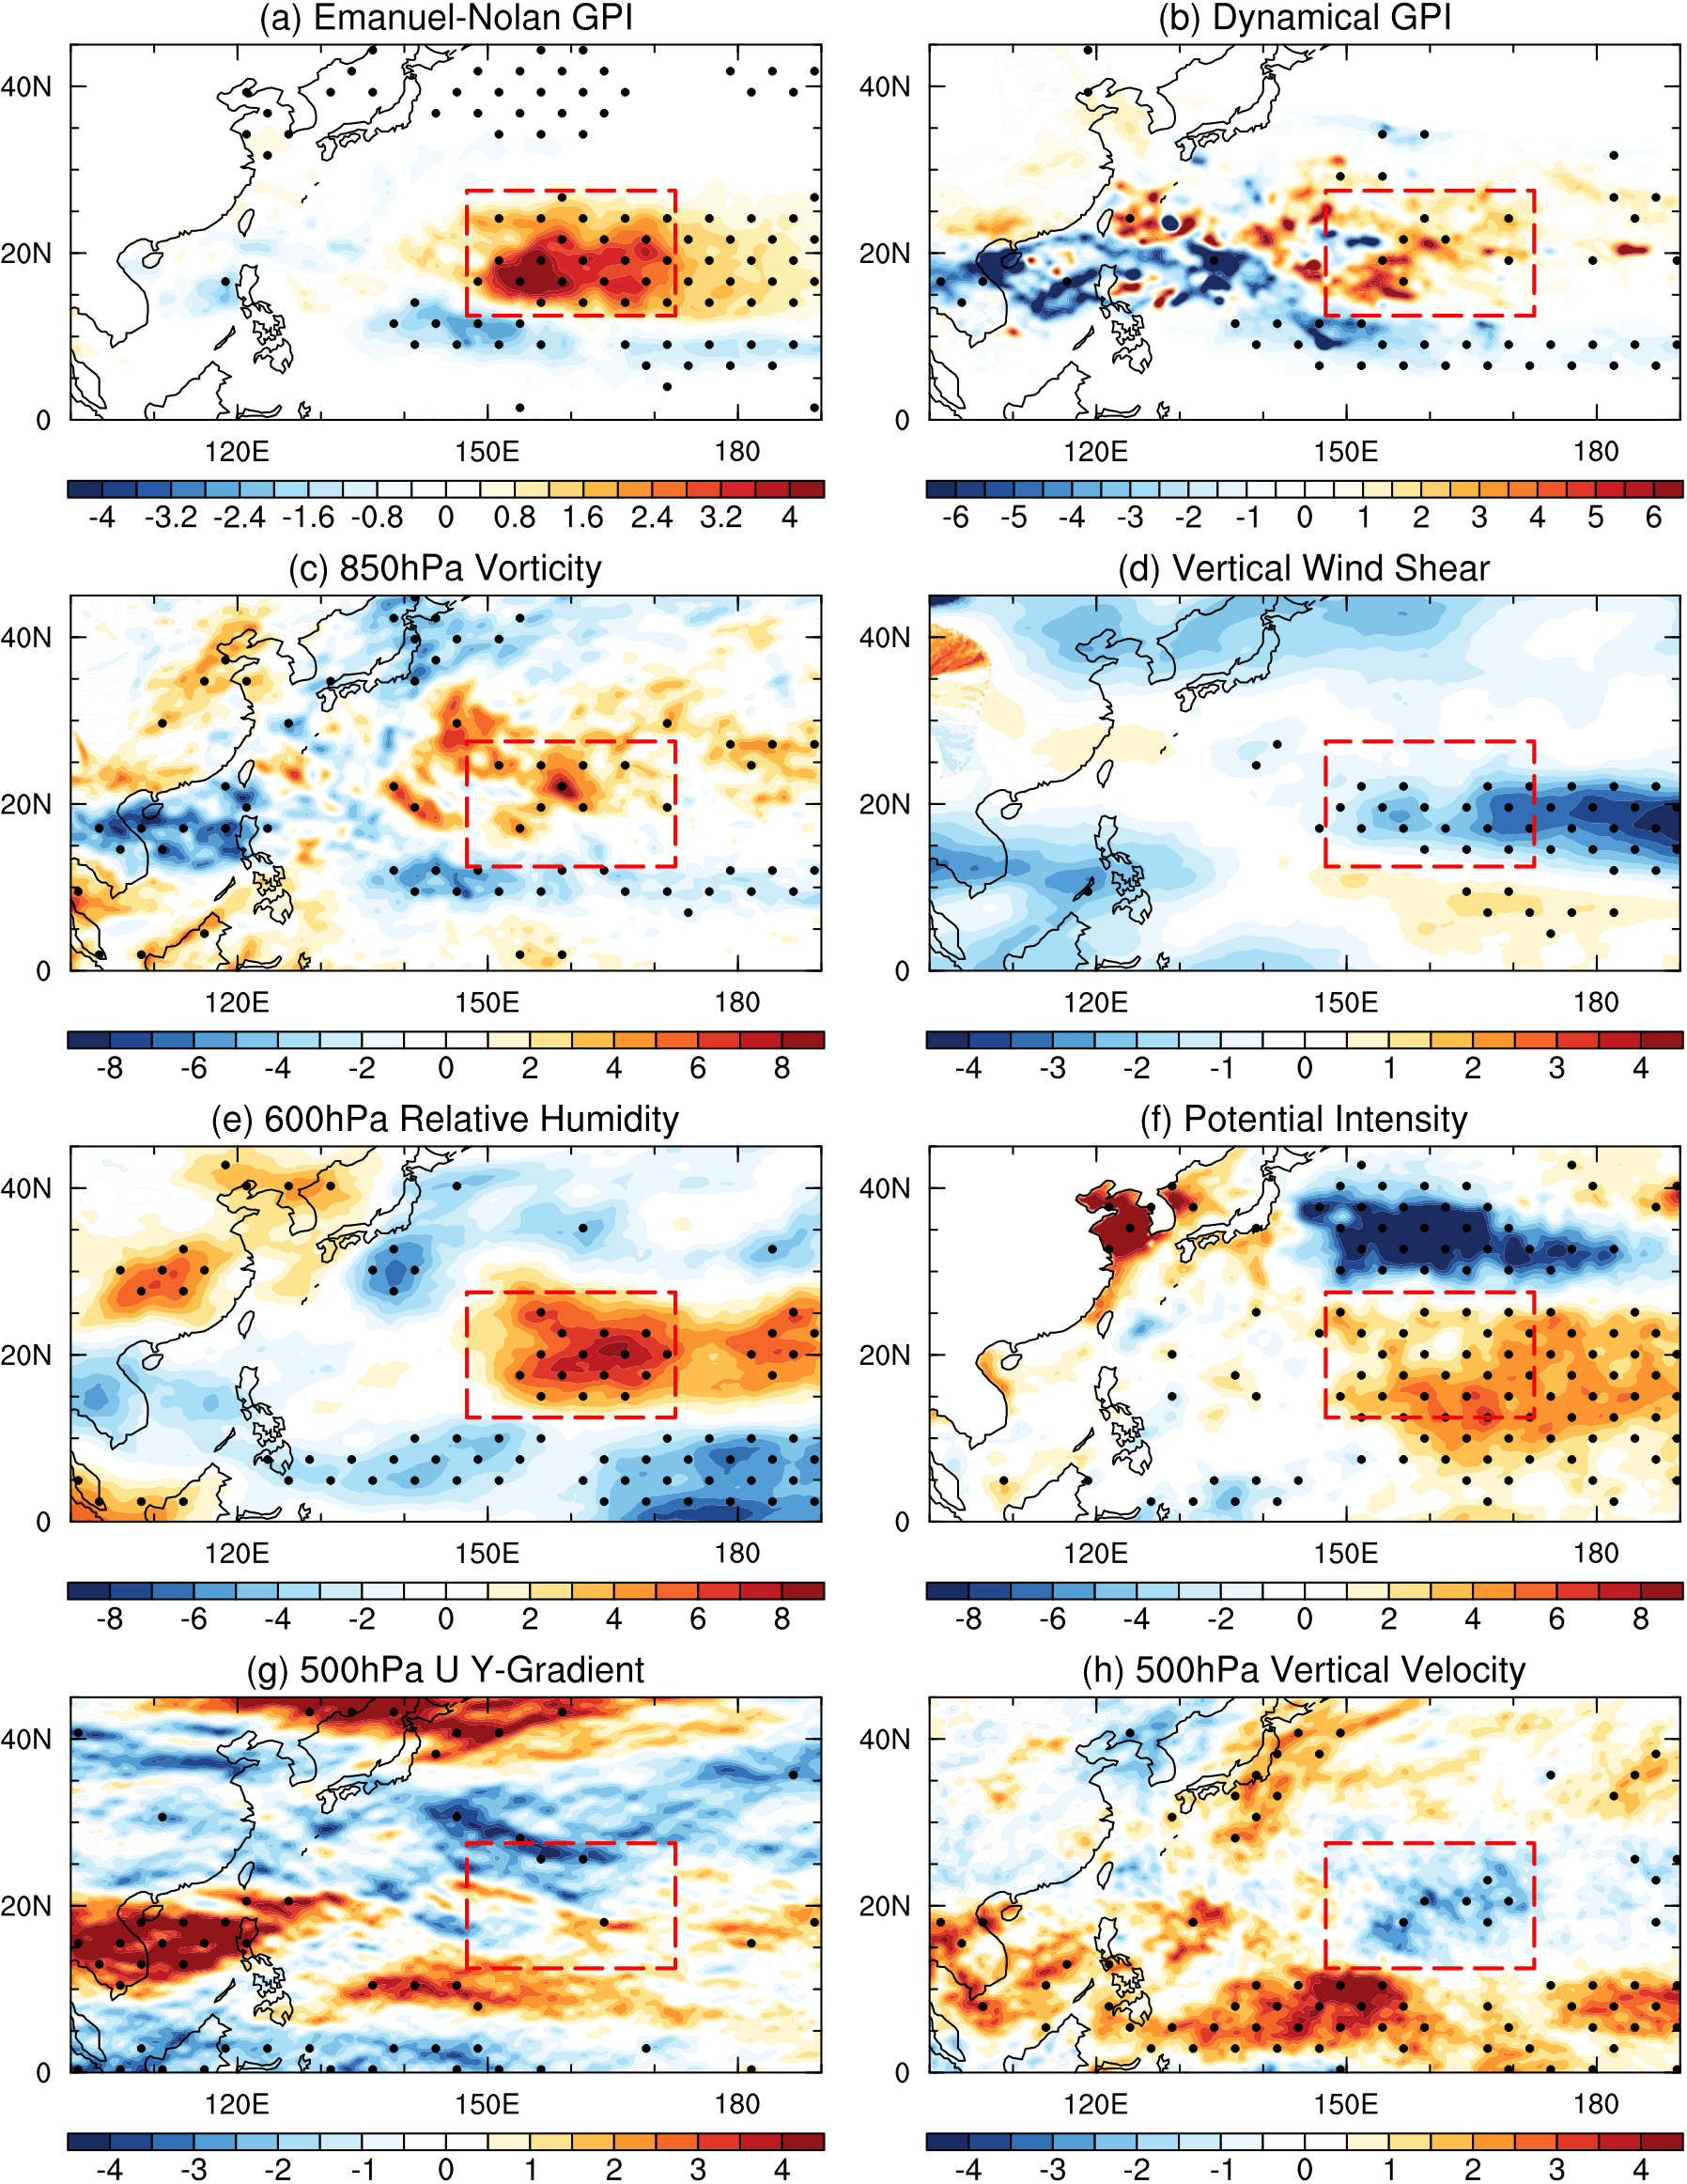 (a) Emanuel-Nolan GPI
40N
20N
0
120E 150E 180
-4 -3.2 -2.4 -1.6 -0.8 0 0.8 1.6 2.4 3.2 4
(b) Dynamical GPI
40N
20N
0
120E 150E 180
-6 -5 -4 -3 -2 -1 0 1 2 3 4 5 6
(c) 850hPa Vorticity
40N
20N
0
120E 150E 180
-8 -6 -4 -2 0 2 4 6 8
(d) Vertical Wind Shear
40N
20N
0
120E 150E 180
-4 -3 -2 -1 0 1 2 3 4
(e) 600hPa Relative Humidity
40N
20N
0
120E 150E 180
-8 -6 -4 -2 0 2 4 6 8
(f) Potential Intensity
40N
20N
0
120E 150E 180
-8 -6 -4 -2 0 2 4 6 8
(g) 500hPa U Y-Gradient
40N
20N
0
120E 150E 180
-4 -3 -2 -1 0 1 2 3 4
(h) 500hPa Vertical Velocity
40N
20N
0
120E 150E 180
-4 -3 -2 -1 0 1 2 3 4